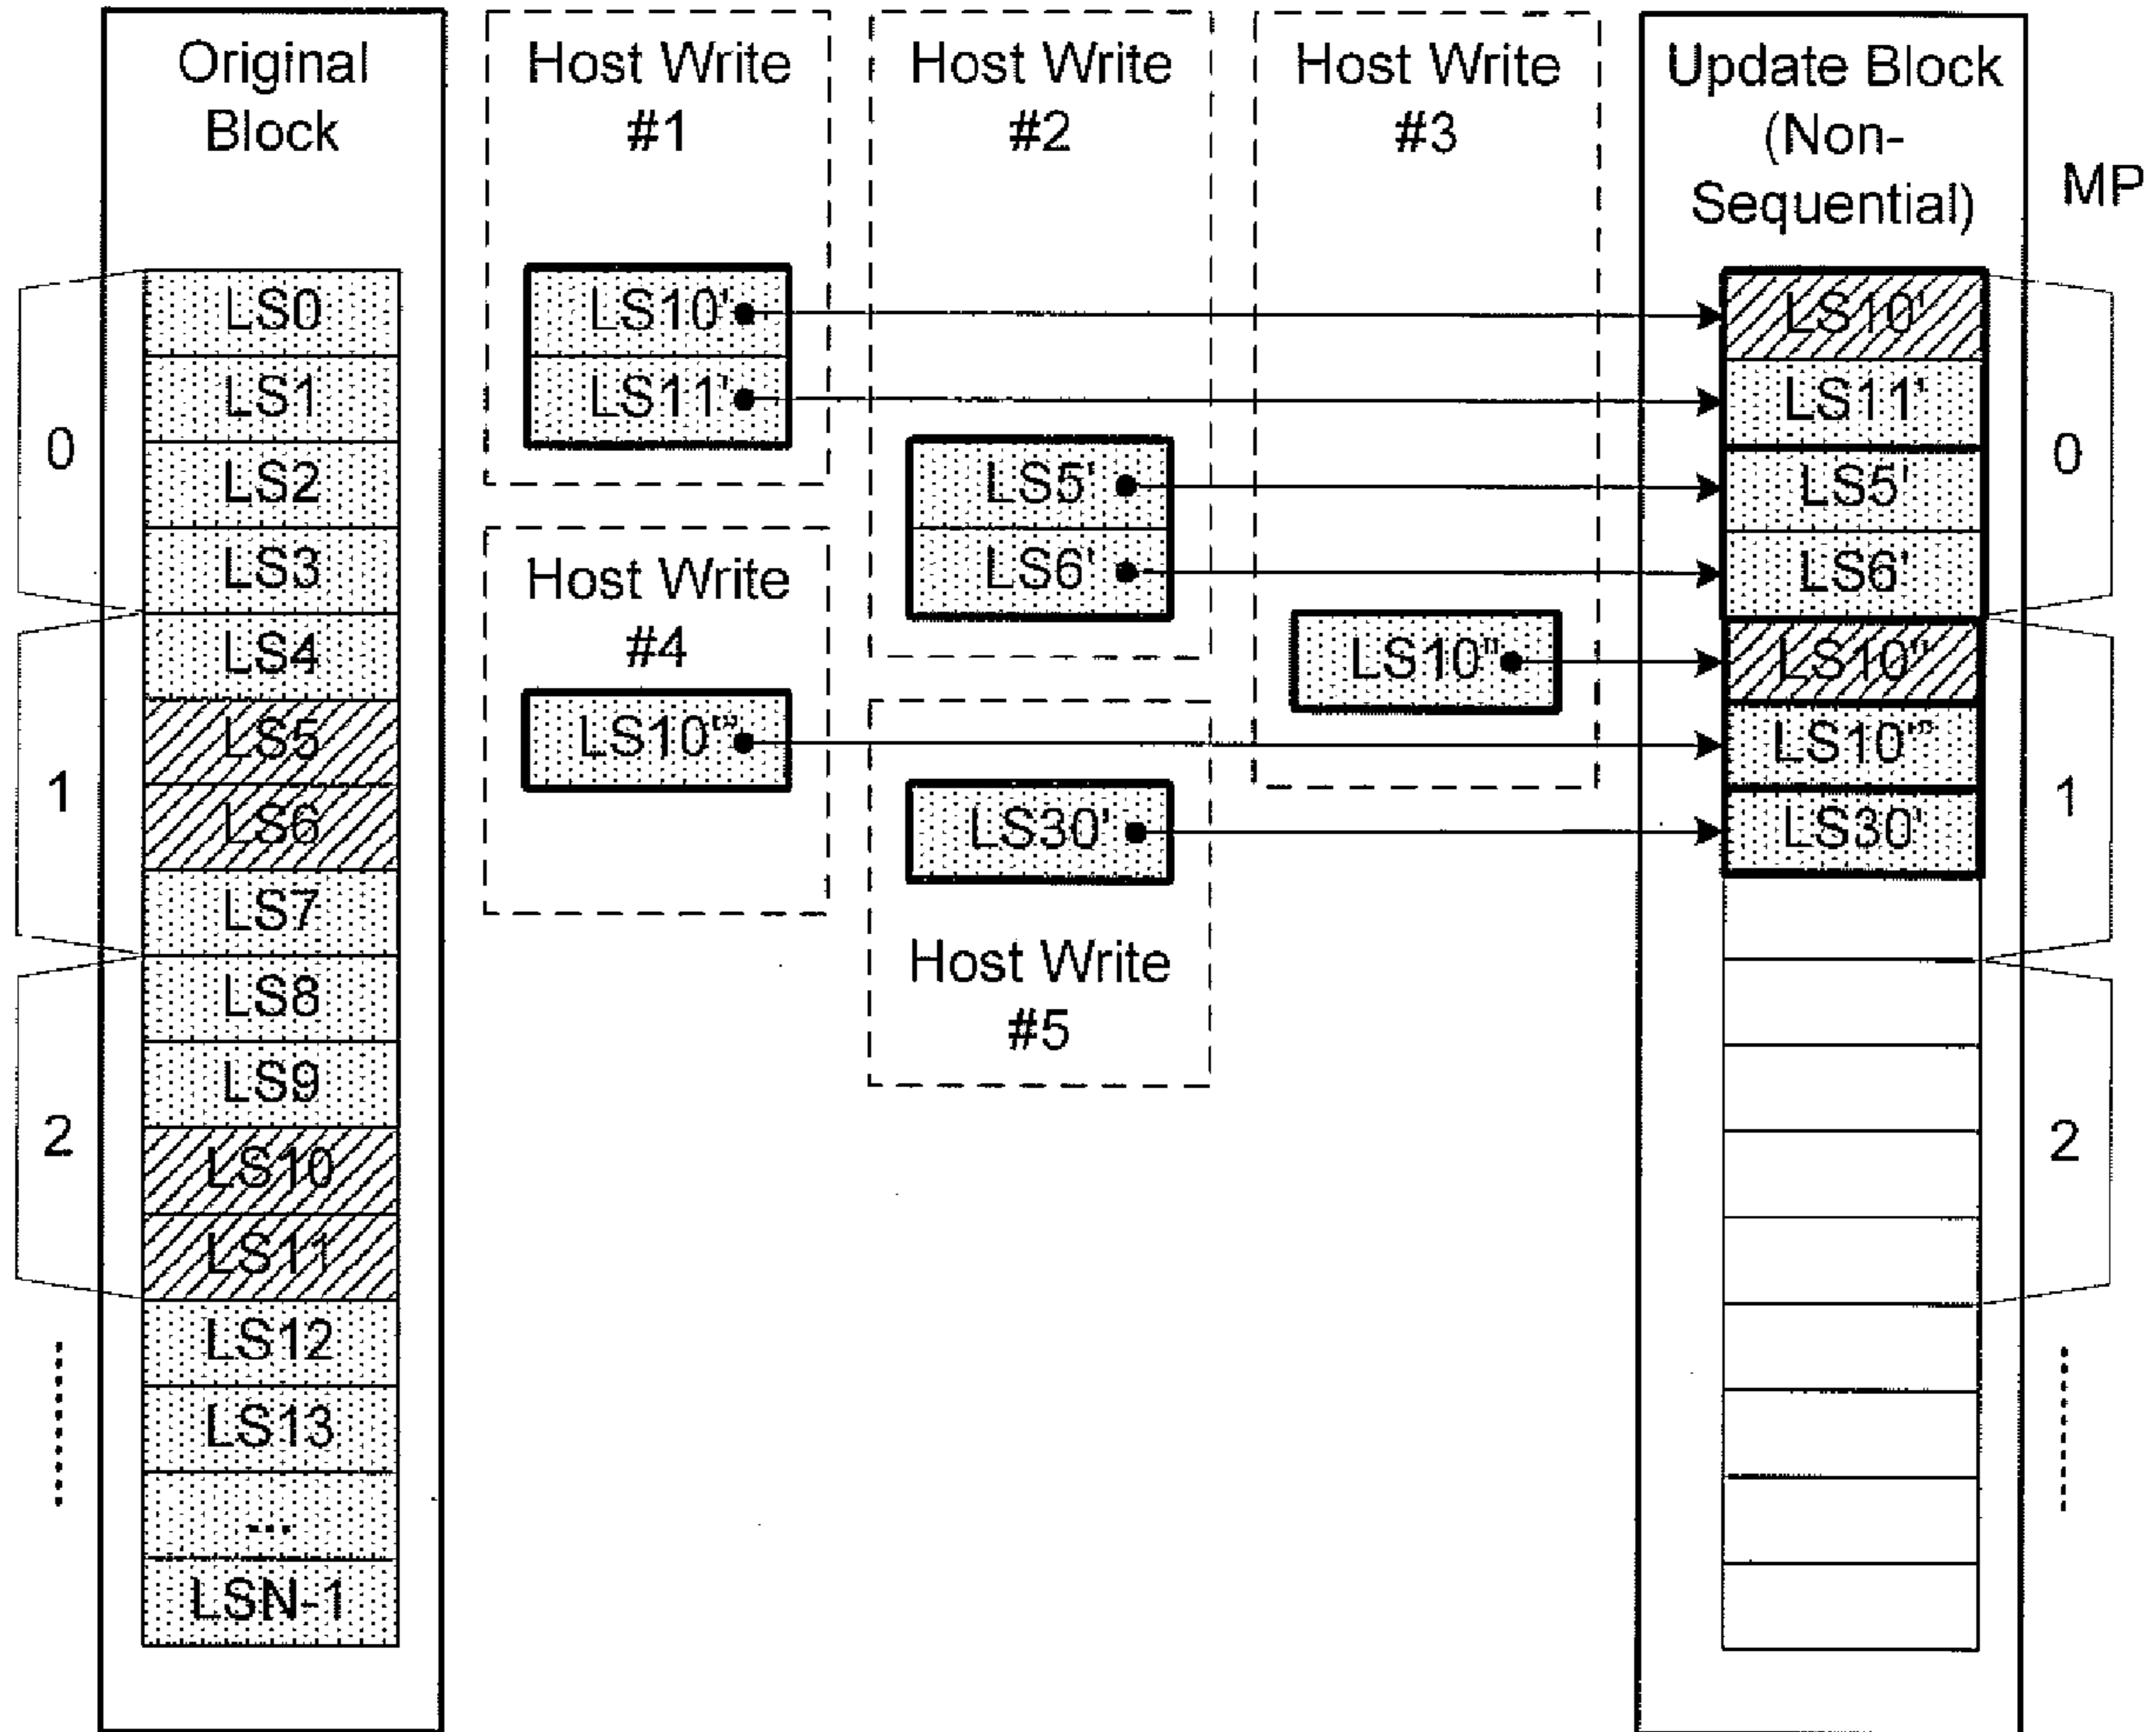 Original
Block
LS0
LS1
LS2
LS3
LS4
LS5
LS6
LS7
LS8
LS9
LS10
LS11
LS12
LS13
...
LSN-1
0
1
2
Host Write
#1
LS10'
LS11'
Host Write
#2
LS5'
LS6'
Host Write
#3
LS10"
Host Write
#4
LS10'"
LS30'
Host Write
#5
Update Block
(Non-
Sequential)
LS10'
LS11'
LS5'
LS6'
LS10"
LS10'"
LS30'
MP
0
1
2